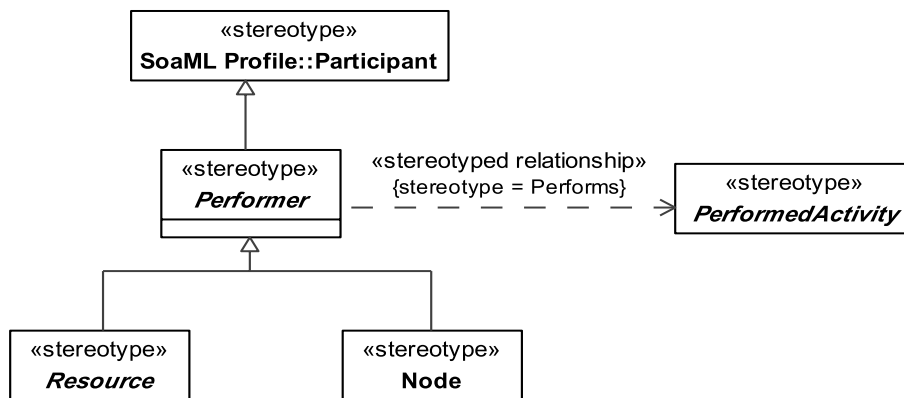 «stereotype»
SoaML Profile::Participant
«stereotype»
Performer
«stereotyped relationship»
{stereotype = Performs}
«stereotype»
PerformedActivity
«stereotype»
Resource
«stereotype»
Node